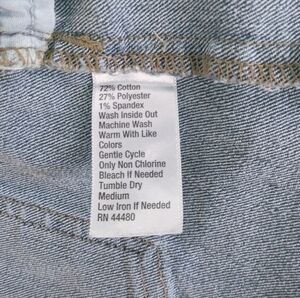 72% Cotton
27% Polyester
1% Spandex
Wash Inside Out
Machine Wash
Warm With Like
Colors
Gentle Cycle
Only Non Chlorine
Bleach If Needed
Tumble Dry
Medium
Low Iron If Needed
RN 44480